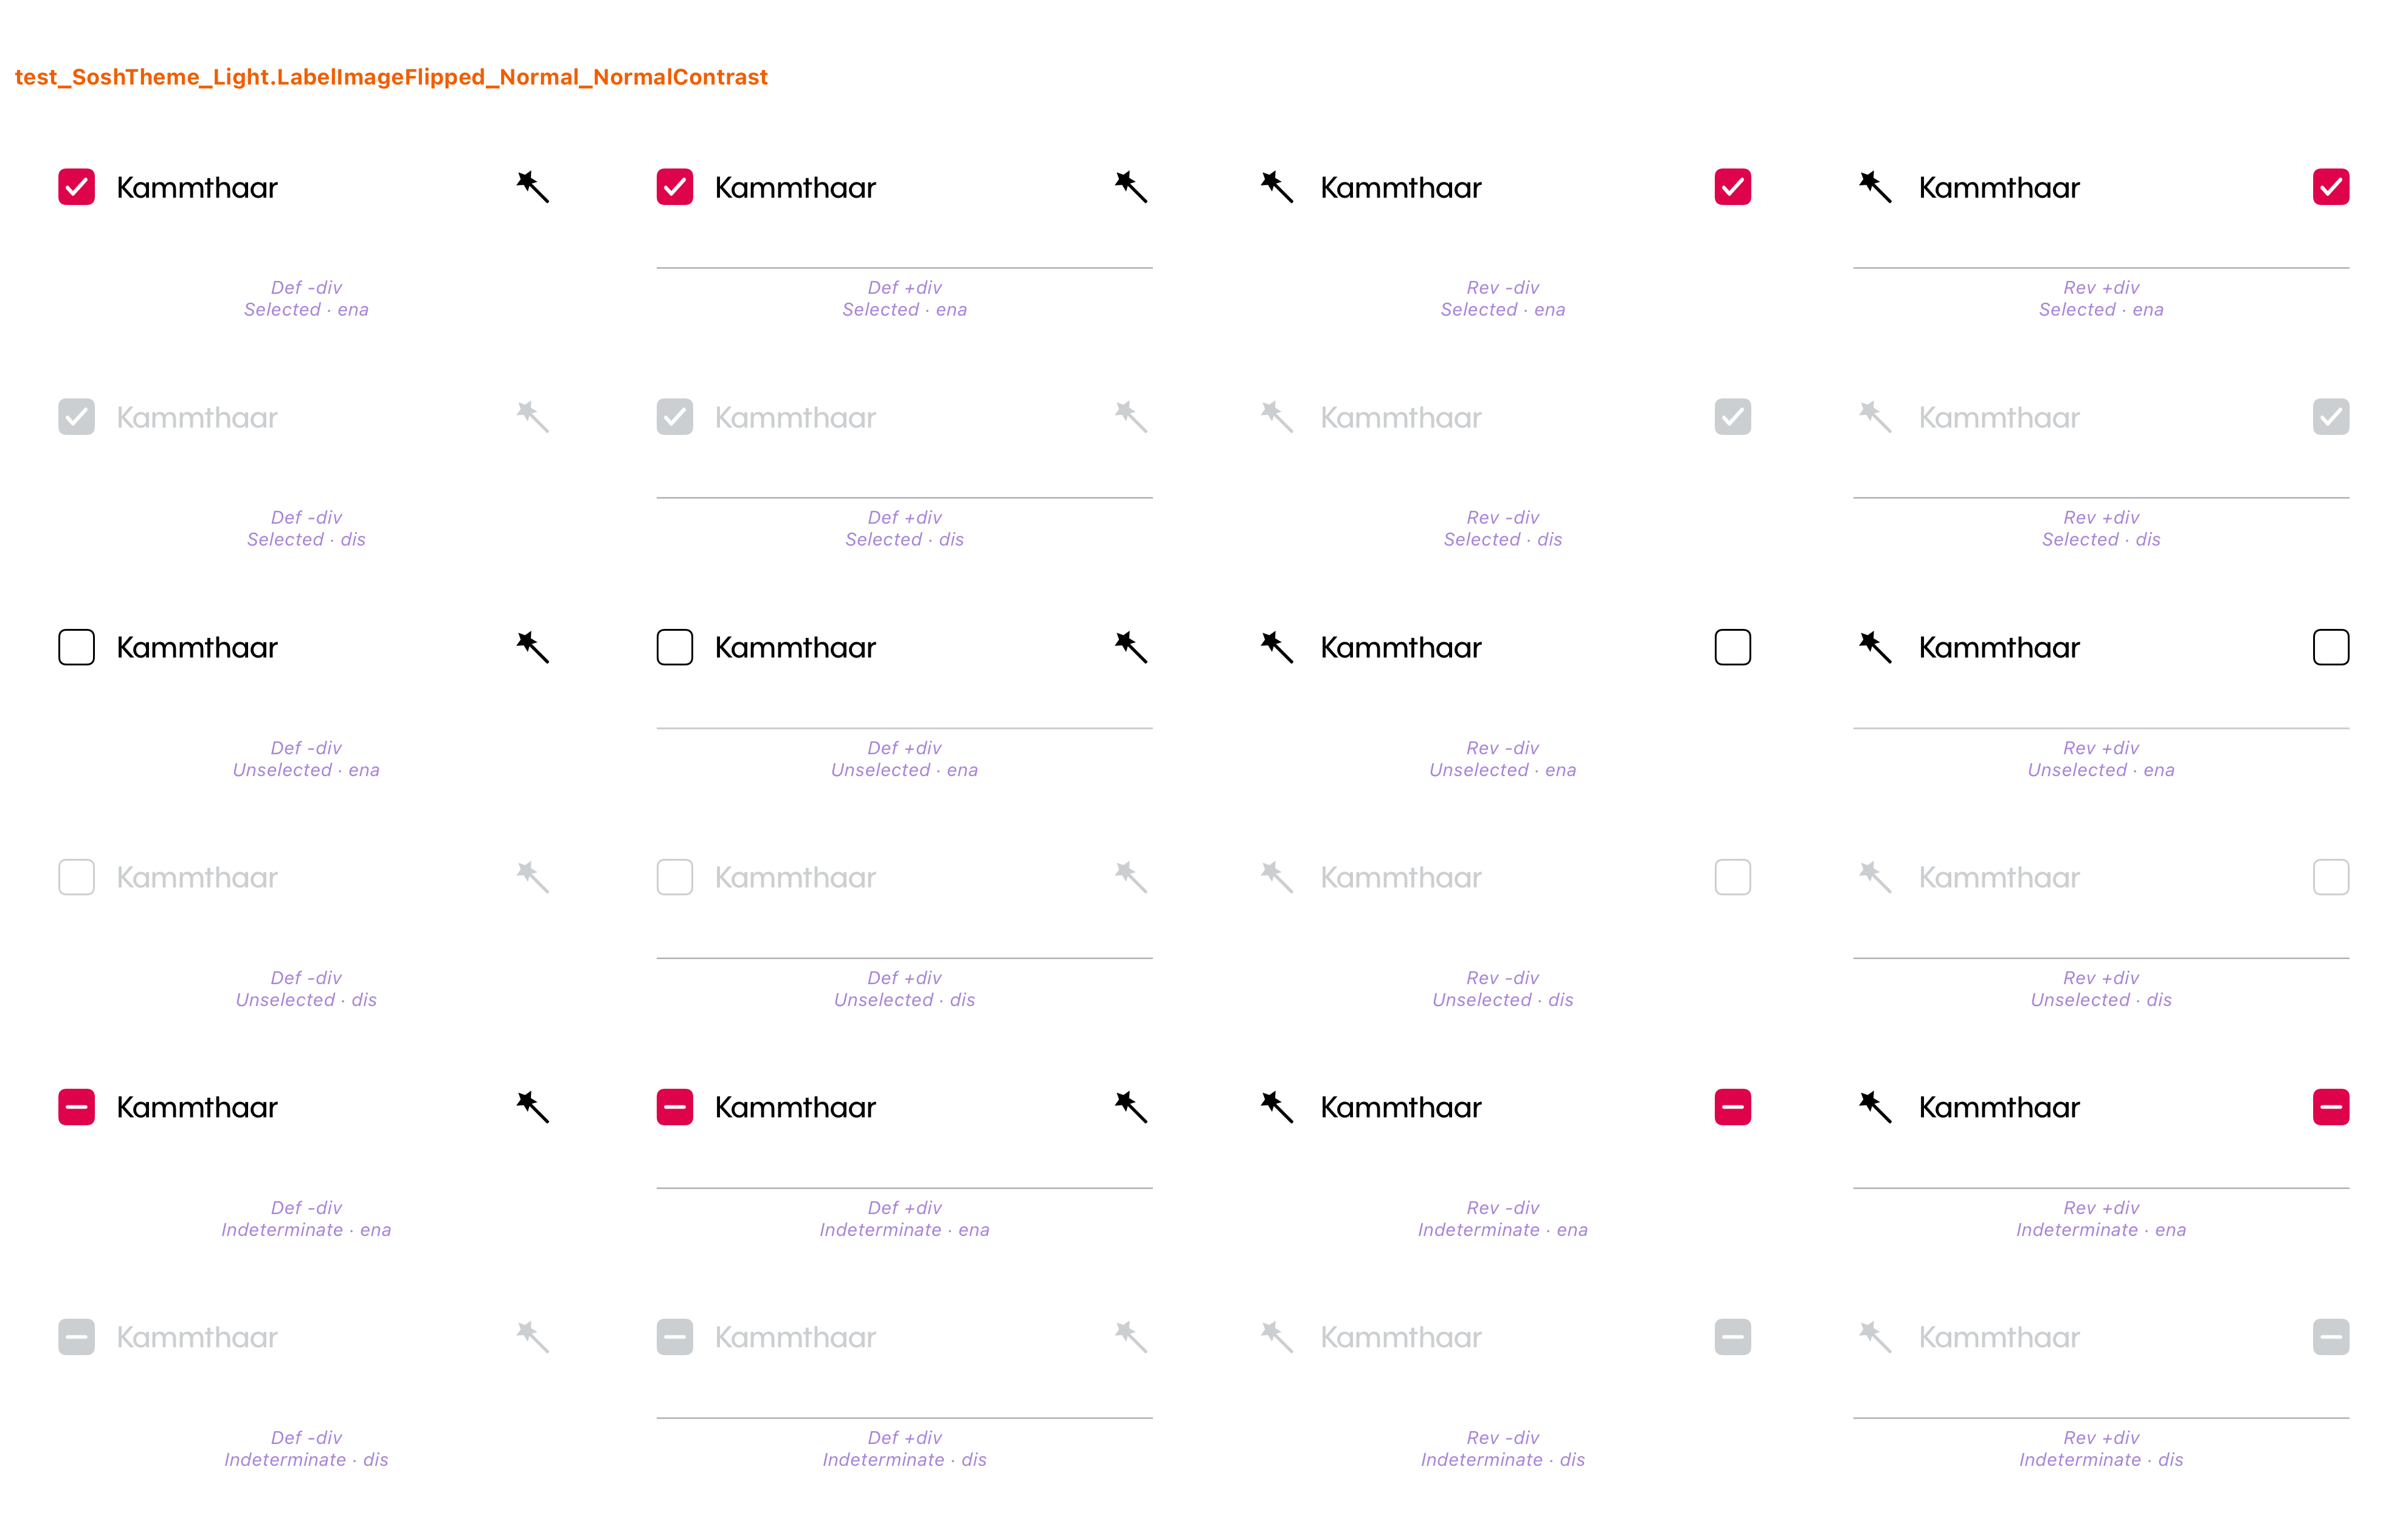 test_SoshTheme_Light.LabelImageFlipped_Normal_NormalContrast
Kammthaar Kammthaar Kammthaar Kammthaar
Def -div Def +div Rev -div Rev +div
Selected · ena Selected · ena Selected · ena Selected · ena
Kammthaar Kammthaar Kammthaar Kammthaar
Def -div Def +div Rev -div Rev +div
Selected · dis Selected · dis Selected · dis Selected · dis
Kammthaar Kammthaar Kammthaar Kammthaar
Def -div Def +div Rev -div Rev +div
Unselected · ena Unselected · ena Unselected · ena Unselected · ena
Kammthaar Kammthaar Kammthaar Kammthaar
Def -div Def +div Rev -div Rev +div
Unselected · dis Unselected · dis Unselected · dis Unselected · dis
Kammthaar Kammthaar Kammthaar Kammthaar
Def -div Def +div Rev -div Rev +div
Indeterminate · ena Indeterminate · ena Indeterminate · ena Indeterminate · ena
Kammthaar Kammthaar Kammthaar Kammthaar
Def -div Def +div Rev -div Rev +div
Indeterminate · dis Indeterminate · dis Indeterminate · dis Indeterminate · dis